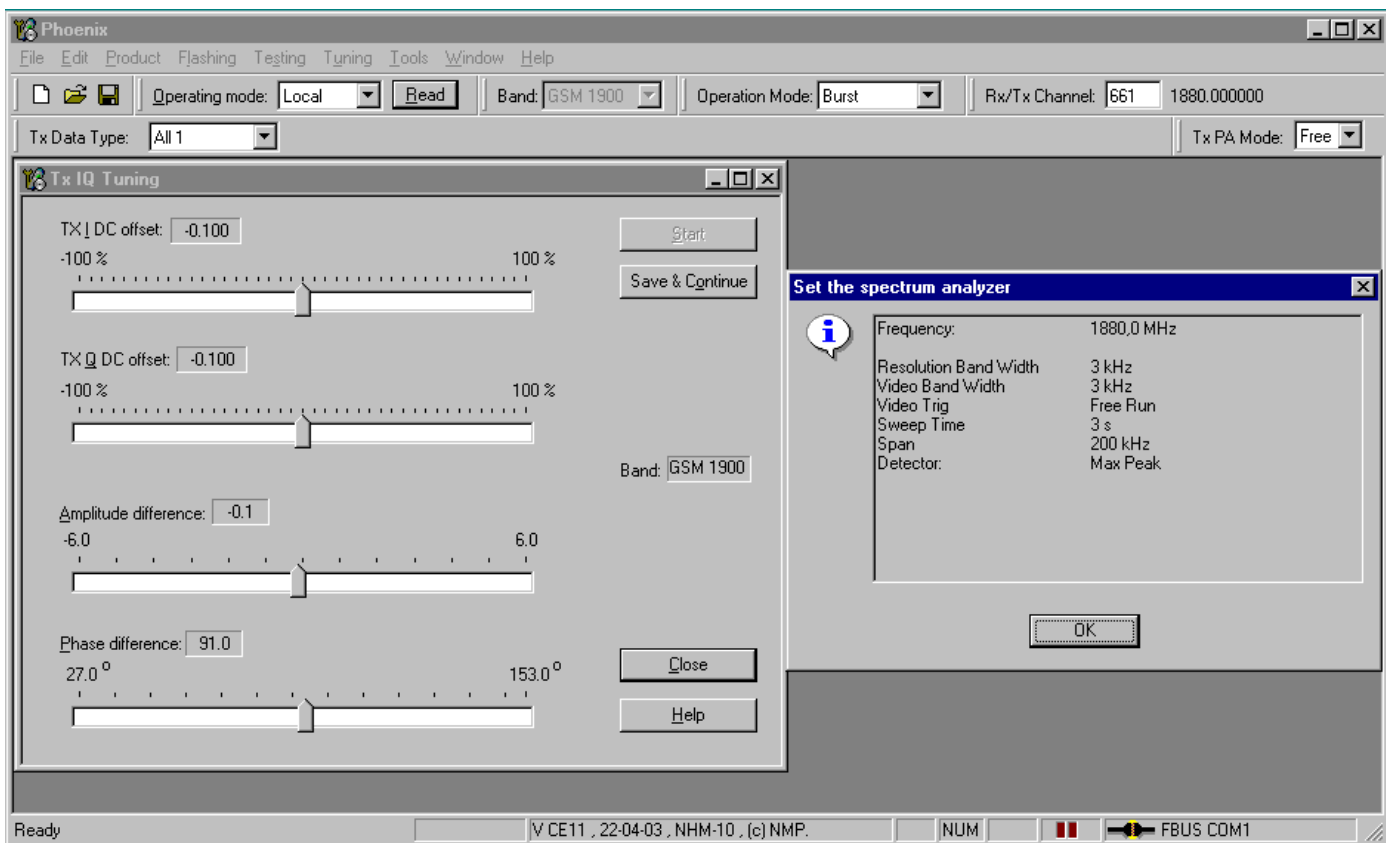 Phoenix
File Edit Product Flashing Testing Tuning Tools Window Help
Operating mode: Local Read Band: GSM 1900 Operation Mode: Burst Rx/Tx Channel: 661 1880.000000
Tx Data Type: All 1 Tx PA Mode: Free
Tx IQ Tuning
TX I DC offset: -0.100
-100 % 100 %
Start
Save & Continue
TX Q DC offset: -0.100
-100 % 100 %
Band: GSM 1900
Amplitude difference: -0.1
-6.0 6.0
Phase difference: 91.0
27.0 º 153.0 º
Close
Help
Set the spectrum analyzer
Frequency: 1880,0 MHz
Resolution Band Width 3 kHz
Video Band Width 3 kHz
Video Trig Free Run
Sweep Time 3 s
Span 200 kHz
Detector: Max Peak
OK
Ready V CE11 , 22-04-03 , NHM-10 , (c) NMP. NUM FBUS COM1